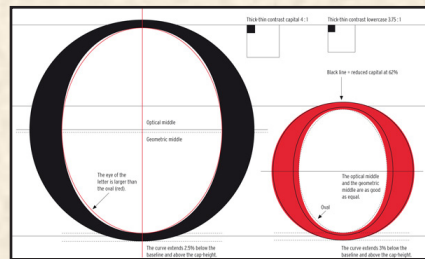 Thick-thin contrast capital 4 : 1
Thick-thin contrast lowercase 3.75 : 1
Black line = reduced capital at 62%
Optical middle
Geometric middle
The eye of the
letter is larger than
the oval (red).
The optical middle
and the geometric
middle are as good
as equal.
Oval
The curve extends 2.5% below the
baseline and above the cap height.
The curve extends 3% below the
baseline and above the cap height.